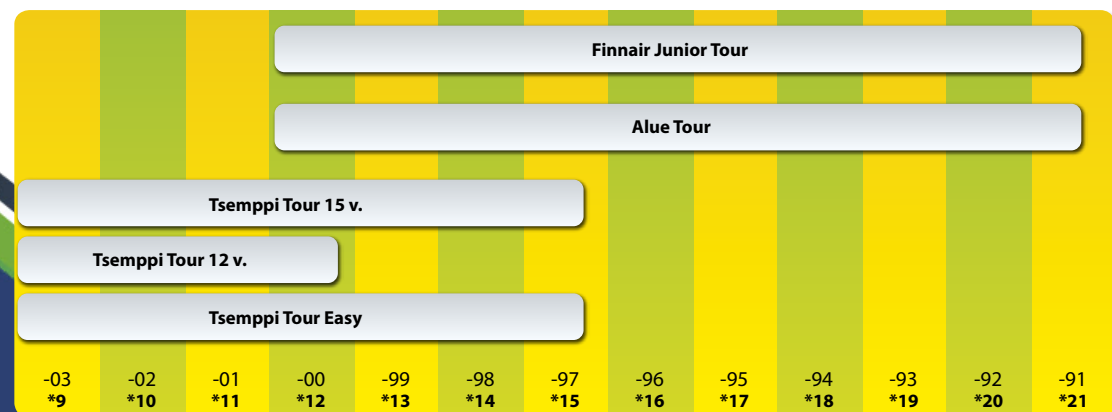 Finnair Junior Tour
Alue Tour
Tsemppi Tour 15 v.
Tsemppi Tour 12 v.
Tsemppi Tour Easy
-03 -02 -01 -00 -99 -98 -97 -96 -95 -94 -93 -92 -91
*9 *10 *11 *12 *13 *14 *15 *16 *17 *18 *19 *20 *21